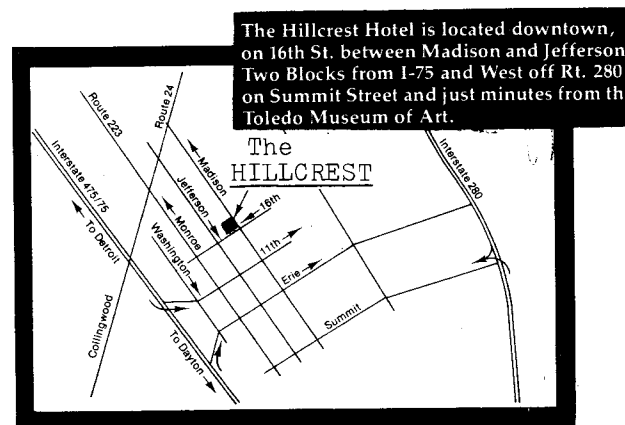 The Hillcrest Hotel is located downtown,
on 16th St. between Madison and Jefferson
Two Blocks from I-75 and West off Rt. 280
on Summit Street and just minutes from th
Toledo Museum of Art.
Route 24
Route 223
Interstate 475/75
Madison
The
HILLCREST
Interstate 280
Jefferson
16th
Monroe
11th
Washington
To Detroit
Erie
Summit
Collingwood
To Dayton